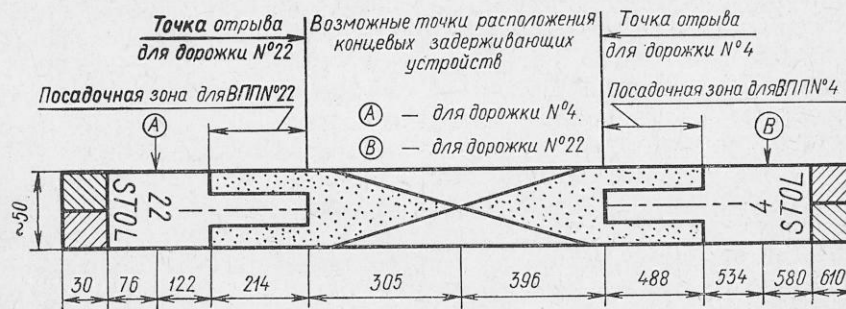 Точка отрыва
для дорожки №22
Возможные точки расположения
концевых задерживающих
устройств
Точка отрыва
для дорожки №4
Посадочная зона для ВПП №22
Посадочная зона для ВПП №4
А
А — для дорожки №4.
В — для дорожки №22
В
~50
22
STOL
4
STOL
30 76 122 214 305 396 488 534 580 610